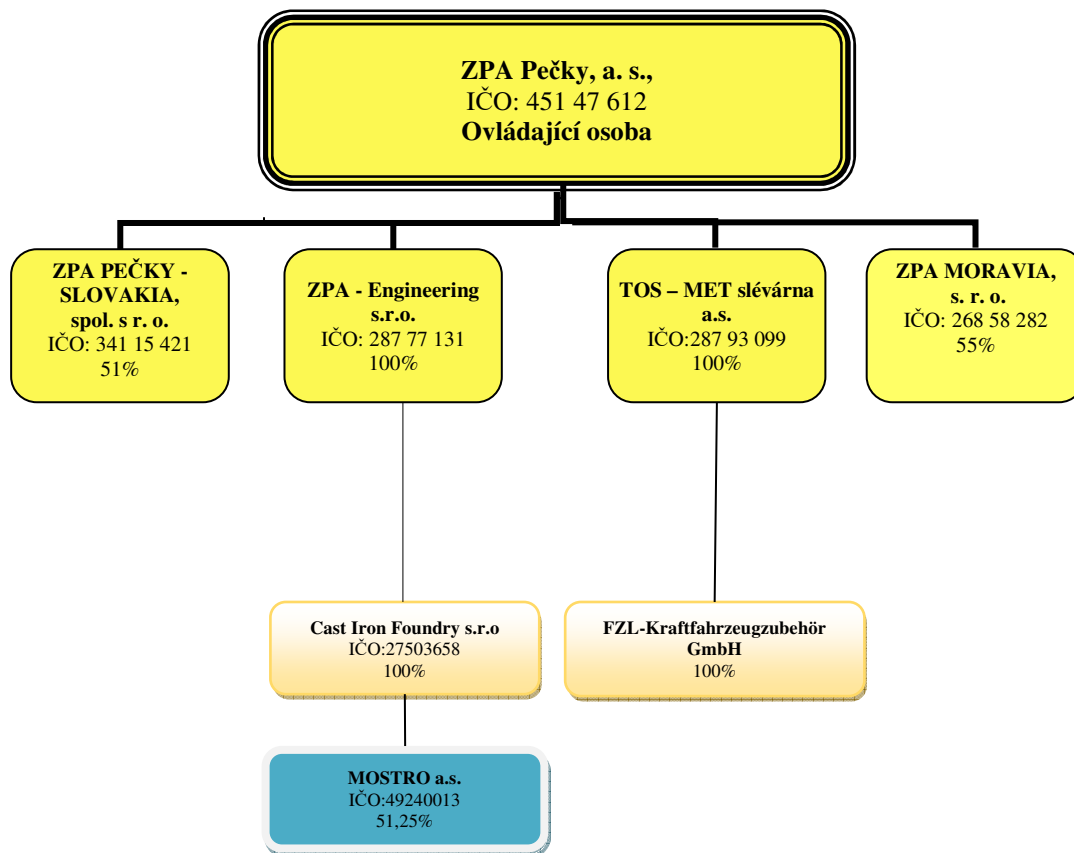 ZPA Pečky, a. s.,
IČO: 451 47 612
Ovládající osoba
ZPA PEČKY -
SLOVAKIA,
spol. s r. o.
IČO: 341 15 421
51%
ZPA - Engineering
s.r.o.
IČO: 287 77 131
100%
TOS – MET slévárna
a.s.
IČO:287 93 099
100%
ZPA MORAVIA,
s. r. o.
IČO: 268 58 282
55%
Cast Iron Foundry s.r.o
IČO:27503658
100%
FZL-Kraftfahrzeugzubehör
GmbH
100%
MOSTRO a.s.
IČO:49240013
51,25%